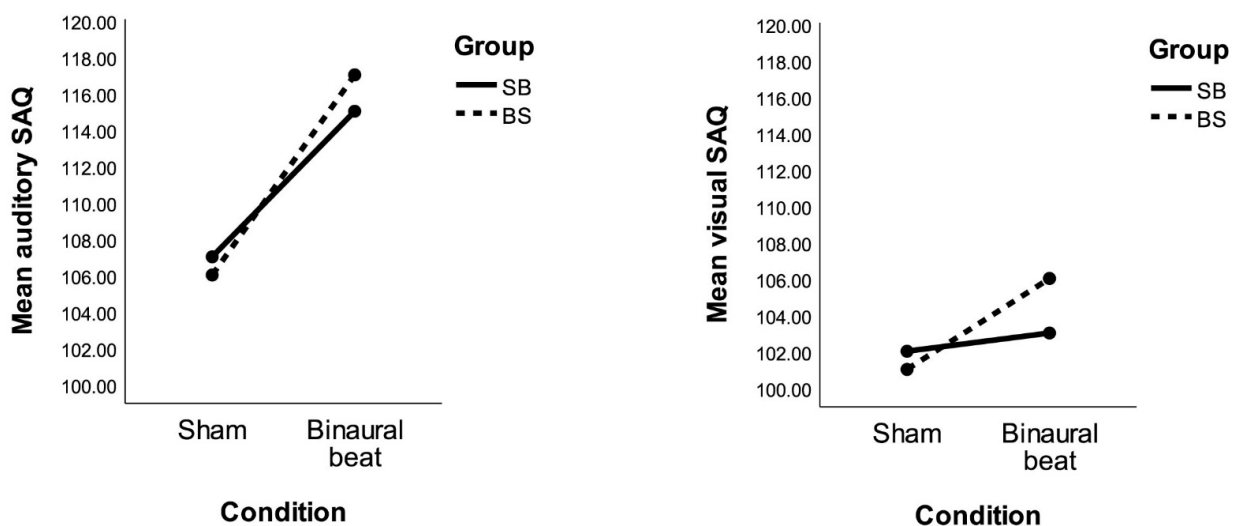 120.00
118.00
116.00
114.00
112.00
110.00
108.00
106.00
104.00
102.00
100.00
Mean auditory SAQ
Group
SB
BS
Sham
Binaural
beat
Condition
120.00
118.00
116.00
114.00
112.00
110.00
108.00
106.00
104.00
102.00
100.00
Mean visual SAQ
Group
SB
BS
Sham
Binaural
beat
Condition